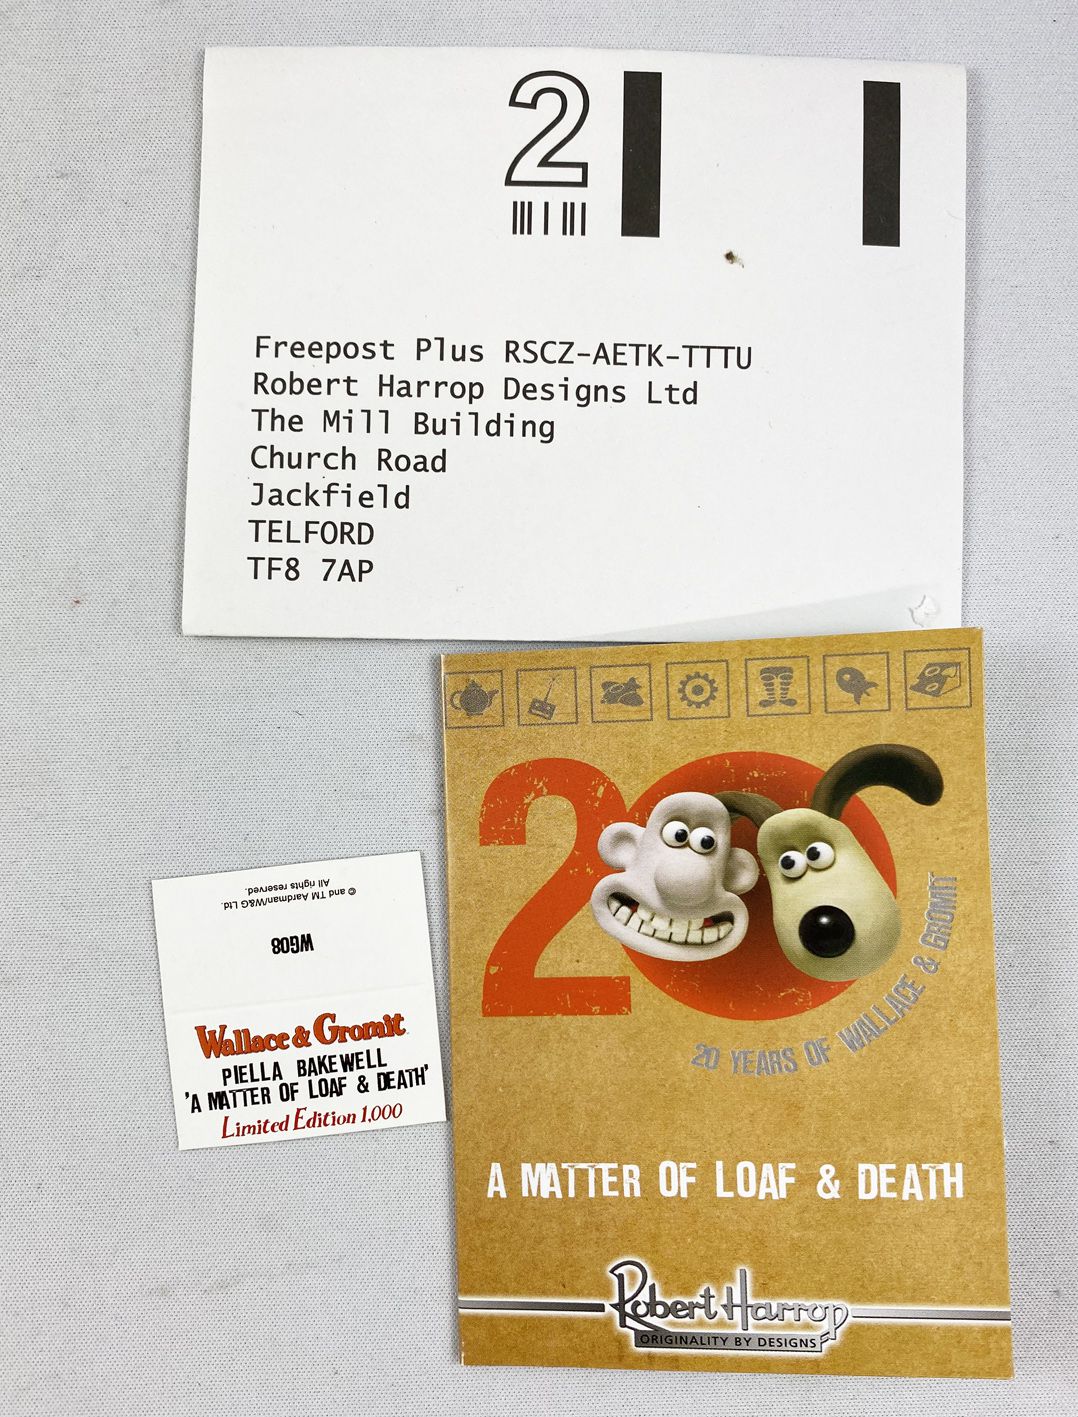 2
Freepost Plus RSCZ-AETK-TTTU
Robert Harrop Designs Ltd
The Mill Building
Church Road
Jackfield
TELFORD
TF8 7AP
20
20 YEARS OF WALLACE & GROMIT
A MATTER OF LOAF & DEATH
Robert Harrop
ORIGINALITY BY DESIGNS
© and TM Aardman/W&G Ltd.
All rights reserved.
WG08
Wallace & Gromit
PIELLA BAKEWELL
'A MATTER OF LOAF & DEATH'
Limited Edition 1,000